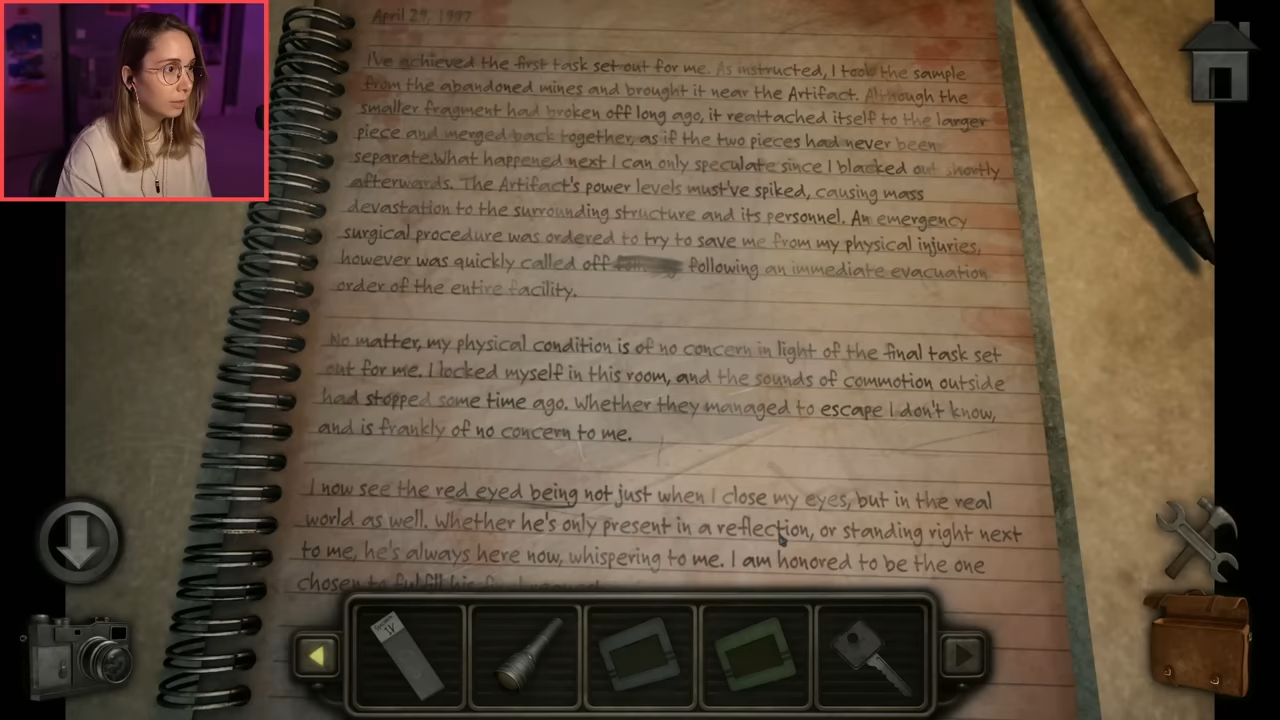 April 29, 1997
I've achieved the first task set out for me. As instructed, I took the sample
from the abandoned mines and brought it near the Artifact. Although the
smaller fragment had broken off long ago, it reattached itself to the larger
piece and merged back together, as if the two pieces had never been
separate.What happened next I can only speculate since I blacked out shortly
afterwards. The Artifact's power levels must've spiked, causing mass
devastation to the surrounding structure and its personnel. An emergency
surgical procedure was ordered to try to save me from my physical injuries,
however was quickly called off following an immediate evacuation
order of the entire facility.
No matter, my physical condition is of no concern in light of the final task set
out for me. I locked myself in this room, and the sounds of commotion outside
had stopped some time ago. Whether they managed to escape I don't know,
and is frankly of no concern to me.
I now see the red eyed being not just when I close my eyes, but in the real
world as well. Whether he's only present in a reflection, or standing right next
to me, he's always here now, whispering to me. I am honored to be the one
chosen to fulfill his